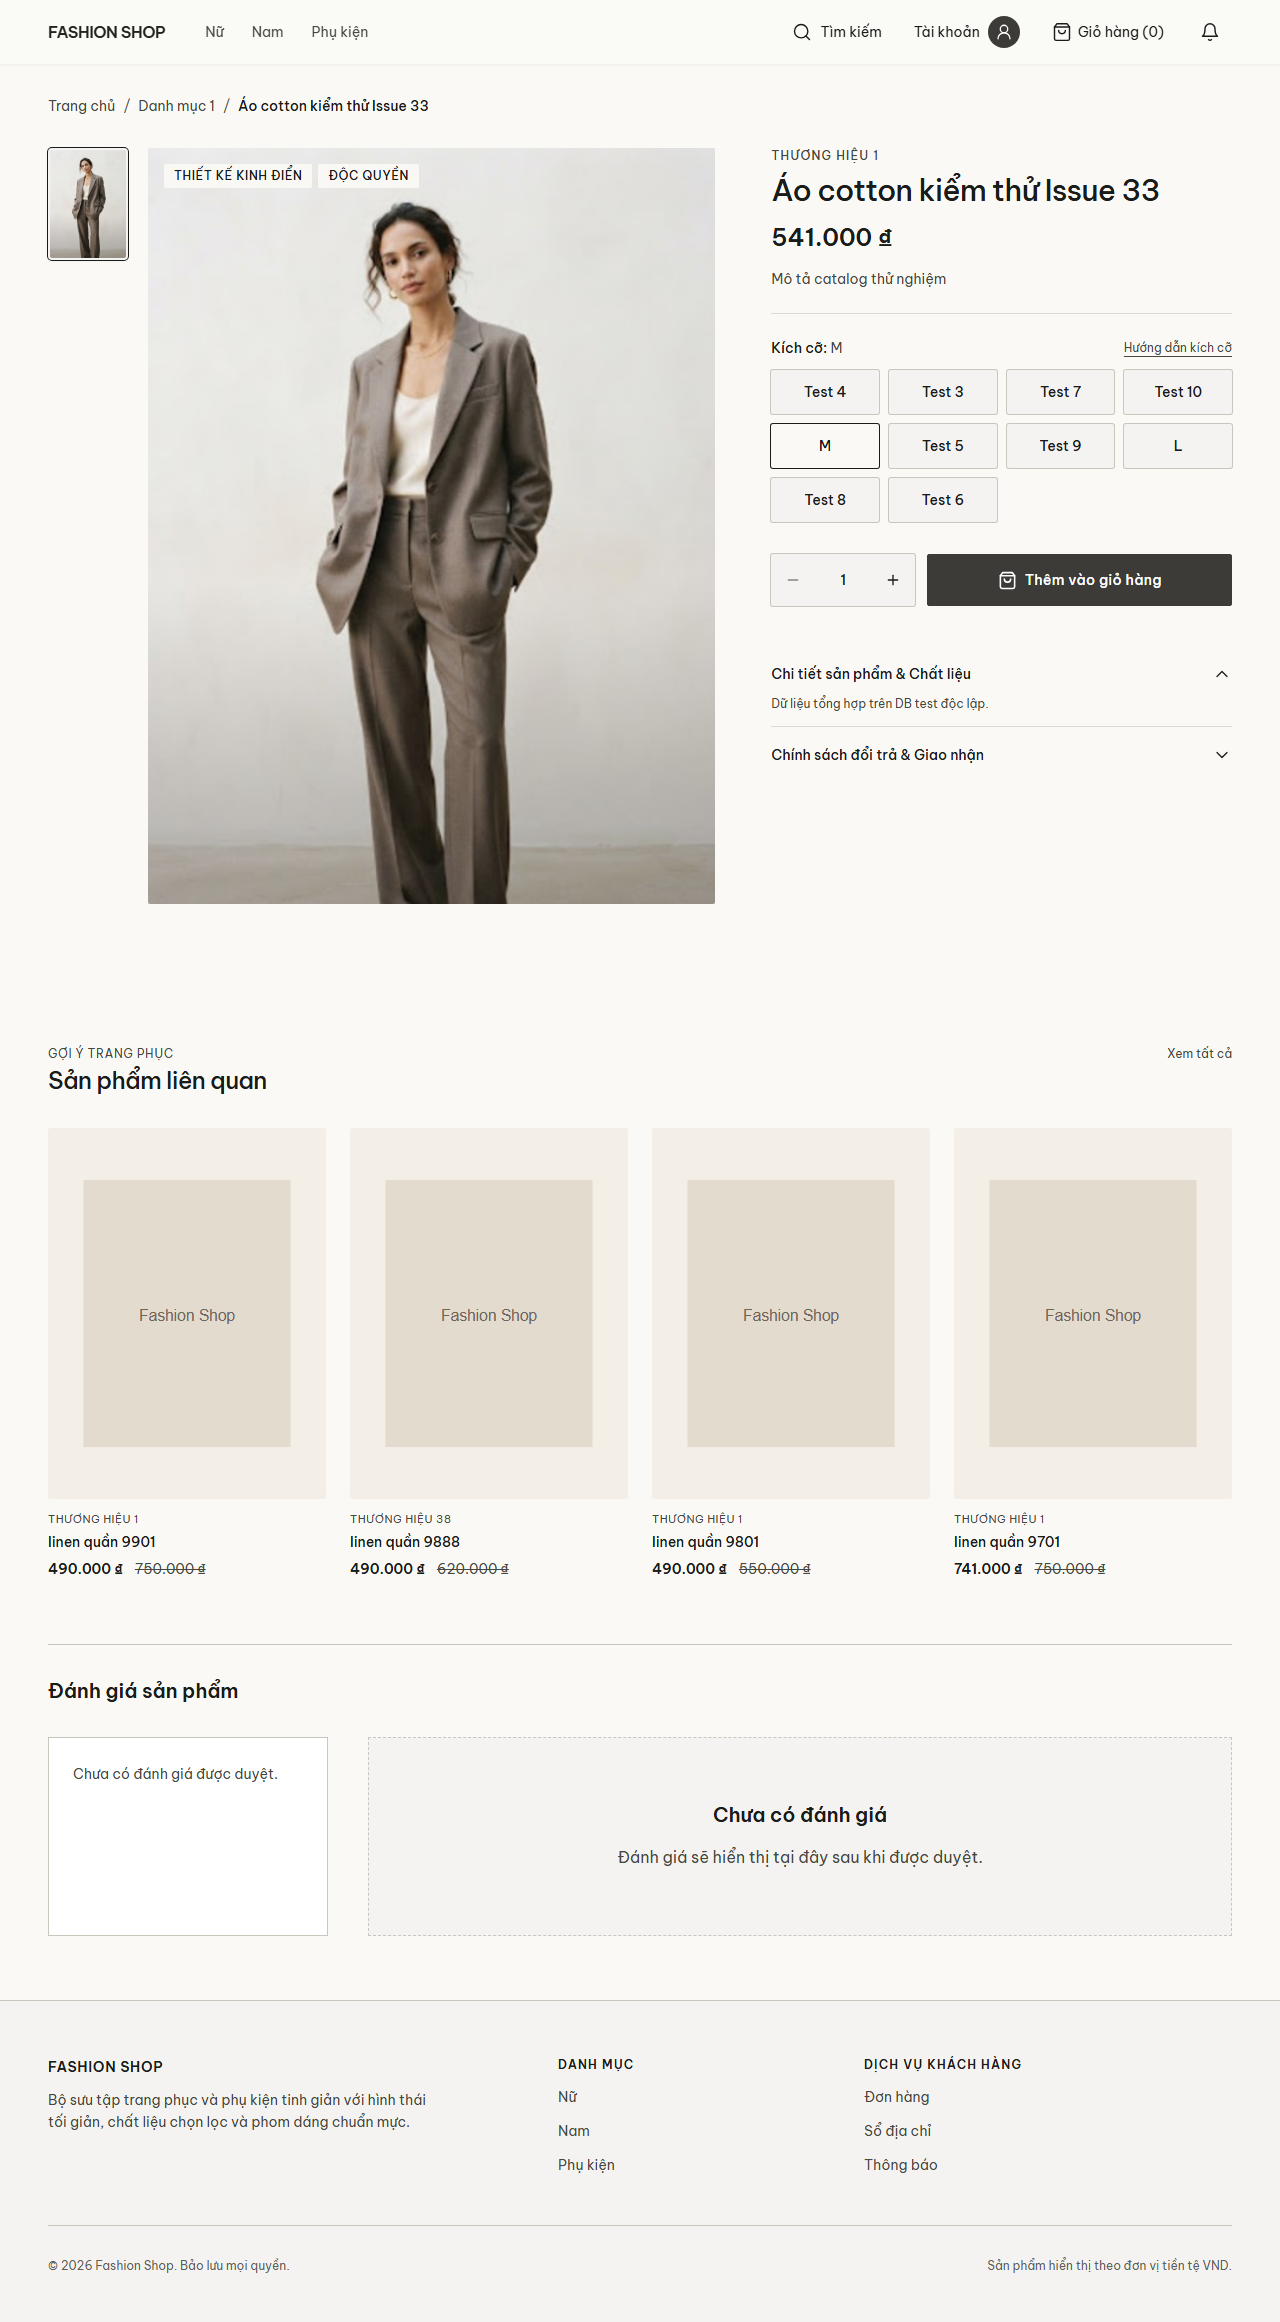 FASHION SHOP
Nữ
Nam
Phụ kiện
Tìm kiếm
Tài khoản
Giỏ hàng (0)
Trang chủ / Danh mục 1 / Áo cotton kiểm thử Issue 33
THIẾT KẾ KINH ĐIỂN
ĐỘC QUYỀN
THƯƠNG HIỆU 1
Áo cotton kiểm thử Issue 33
541.000 ₫
Mô tả catalog thử nghiệm
Kích cỡ: M
Hướng dẫn kích cỡ
Test 4
Test 3
Test 7
Test 10
M
Test 5
Test 9
L
Test 8
Test 6
− 1 +
Thêm vào giỏ hàng
Chi tiết sản phẩm & Chất liệu
Dữ liệu tổng hợp trên DB test độc lập.
Chính sách đổi trả & Giao nhận
GỢI Ý TRANG PHỤC
Xem tất cả
Sản phẩm liên quan
Fashion Shop
Fashion Shop
Fashion Shop
Fashion Shop
THƯƠNG HIỆU 1
linen quần 9901
490.000 ₫ 750.000 ₫
THƯƠNG HIỆU 38
linen quần 9888
490.000 ₫ 620.000 ₫
THƯƠNG HIỆU 1
linen quần 9801
490.000 ₫ 550.000 ₫
THƯƠNG HIỆU 1
linen quần 9701
741.000 ₫ 750.000 ₫
Đánh giá sản phẩm
Chưa có đánh giá được duyệt.
Chưa có đánh giá
Đánh giá sẽ hiển thị tại đây sau khi được duyệt.
FASHION SHOP
Bộ sưu tập trang phục và phụ kiện tinh giản với hình thái
tối giản, chất liệu chọn lọc và phom dáng chuẩn mực.
DANH MỤC
Nữ
Nam
Phụ kiện
DỊCH VỤ KHÁCH HÀNG
Đơn hàng
Sổ địa chỉ
Thông báo
© 2026 Fashion Shop. Bảo lưu mọi quyền.
Sản phẩm hiển thị theo đơn vị tiền tệ VND.